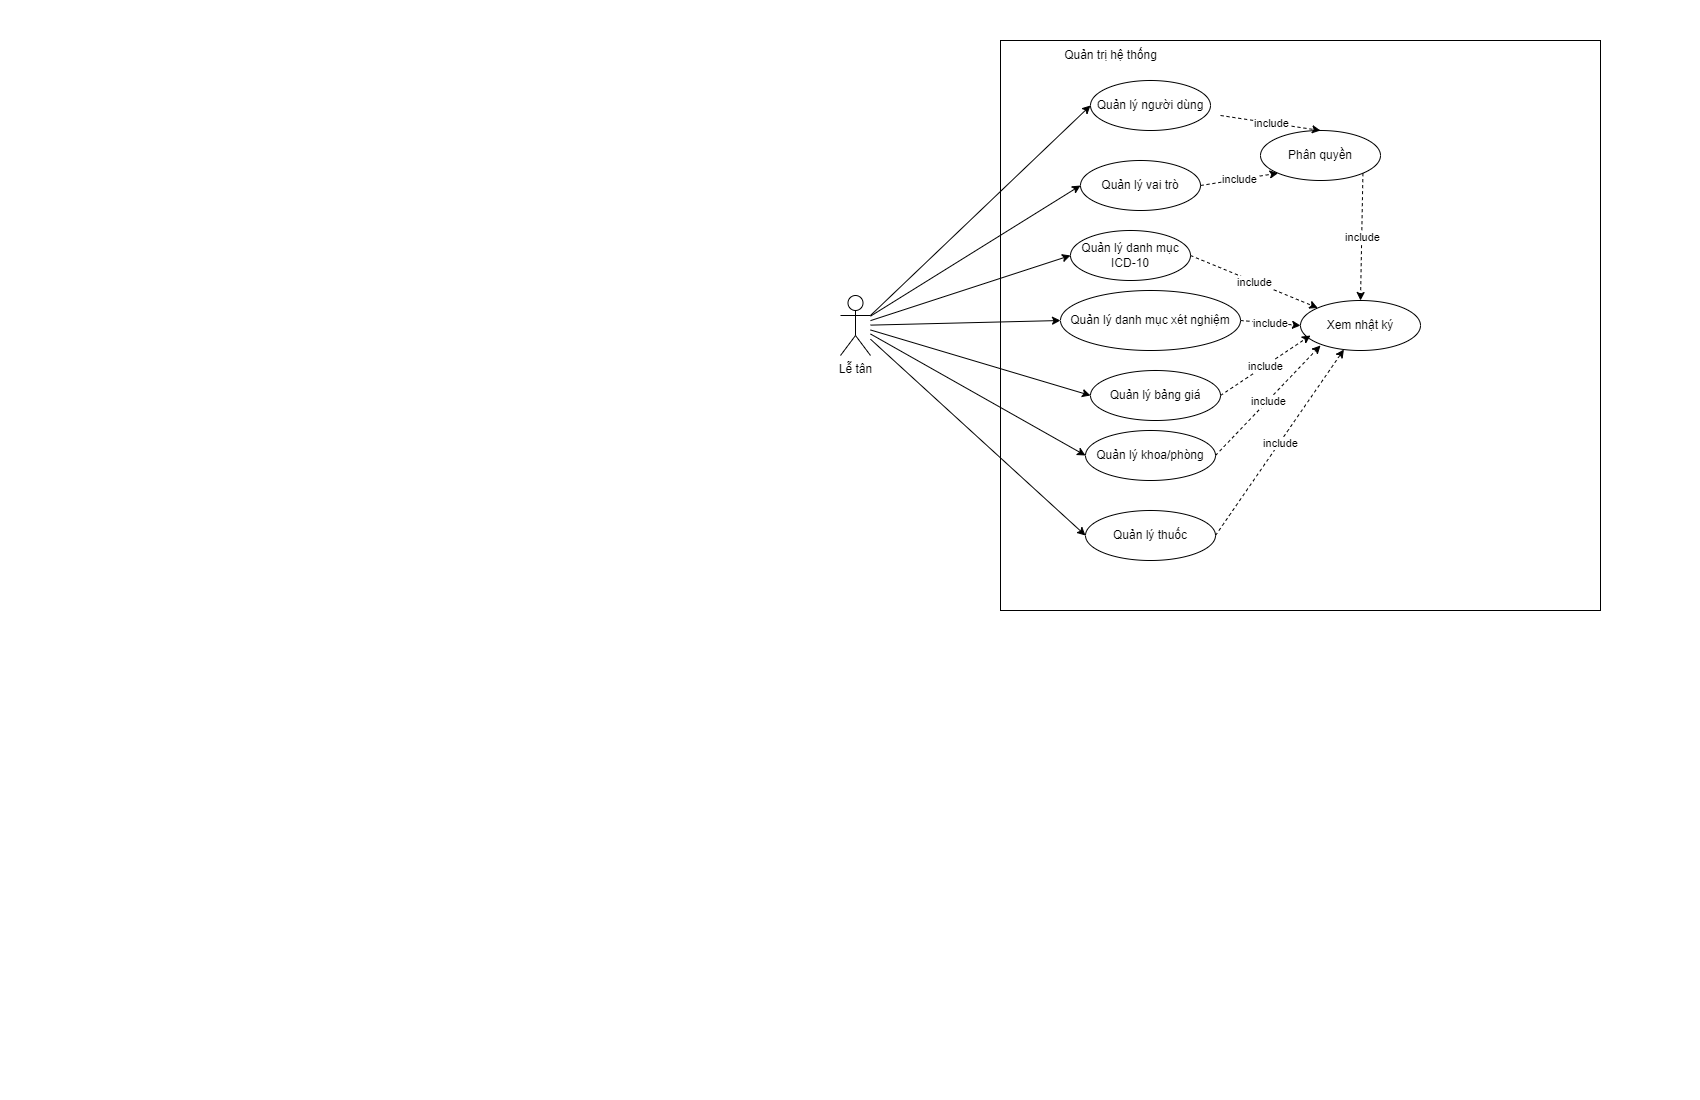 Quản trị hệ thống
Quản lý người dùng
include
Phân quyền
Quản lý vai trò
include
include
Quản lý danh mục
ICD-10
include
Quản lý danh mục xét nghiệm
include
Xem nhật ký
Lễ tân
include
Quản lý bảng giá
include
include
Quản lý khoa/phòng
Quản lý thuốc